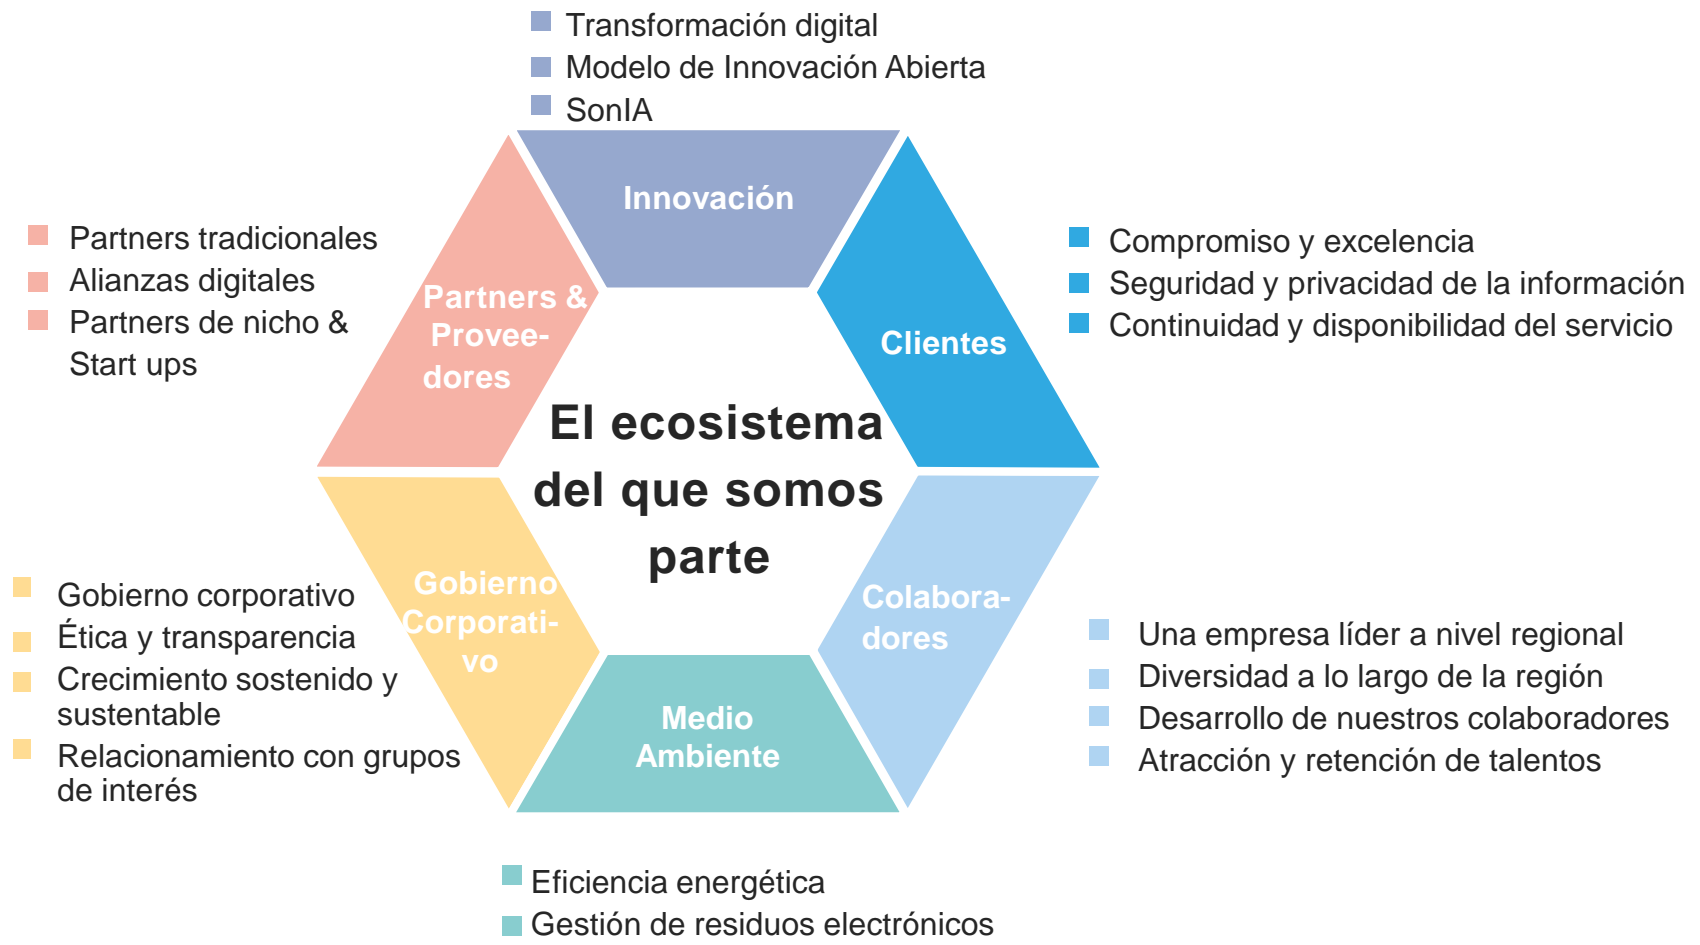 Transformación digital
Modelo de Innovación Abierta
SonIA
Innovación
Partners tradicionales
Alianzas digitales
Partners de nicho &
Start ups
Partners &
Provee-
dores
Compromiso y excelencia
Seguridad y privacidad de la información
Continuidad y disponibilidad del servicio
Clientes
El ecosistema
del que somos
parte
Gobierno corporativo
Ética y transparencia
Crecimiento sostenido y
sustentable
Relacionamiento con grupos
de interés
Gobierno
Corporati-
vo
Colabora-
dores
Una empresa líder a nivel regional
Diversidad a lo largo de la región
Desarrollo de nuestros colaboradores
Atracción y retención de talentos
Medio
Ambiente
Eficiencia energética
Gestión de residuos electrónicos